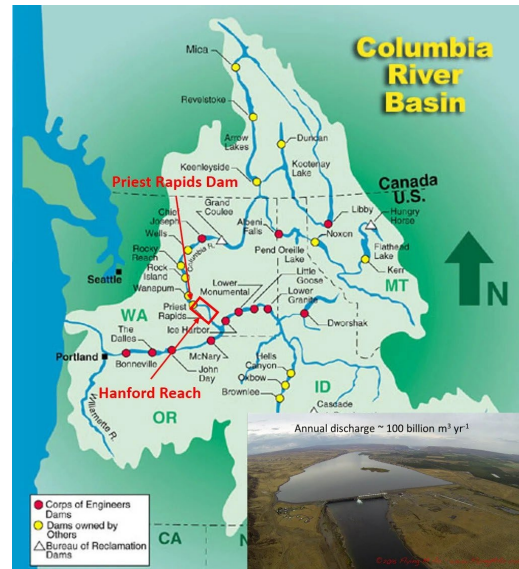 Columbia
River
Basin
Mica
Revelstoke
Arrow
Lakes
Duncan
Kootenay
Lake
Keenleyside
Priest Rapids Dam
Canada
U.S.
Grand
Coulee
Chief
Joseph
Albeni
Falls
Libby
Hungry
Horse
Wells
Noxon
Columbia R.
Pend Oreille
Lake
Flathead
Lake
Rocky
Reach
Kerr
Rock
Island
Seattle
Wanapum
Lower
Monumental
Little
Goose
Lower
Granite
MT
N
WA
Priest
Rapids
Ice Harbor
Dworshak
The
Dalles
Portland
Bonneville
McNary
John
Day
Hells
Canyon
Hanford Reach
Oxbow
ID
Brownlee
Cascade
Willamette R.
OR
Annual discharge ~ 100 billion m³ yr⁻¹
Corps of Engineers
Dams
Dams owned by
Others
Bureau of Reclamation
Dams
CA
N